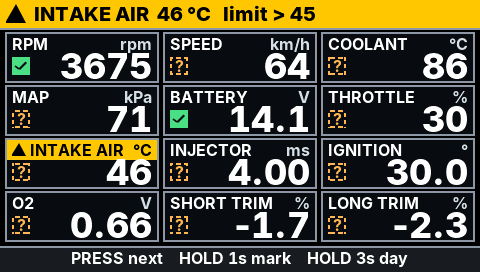 INTAKE AIR 46 °C limit > 45
RPM rpm
3675
SPEED km/h
? 64
COOLANT °C
? 86
MAP kPa
? 71
BATTERY V
14.1
THROTTLE %
? 30
INTAKE AIR °C
? 46
INJECTOR ms
? 4.00
IGNITION °
? 30.0
O2 V
? 0.66
SHORT TRIM %
? -1.7
LONG TRIM %
? -2.3
PRESS next HOLD 1s mark HOLD 3s day